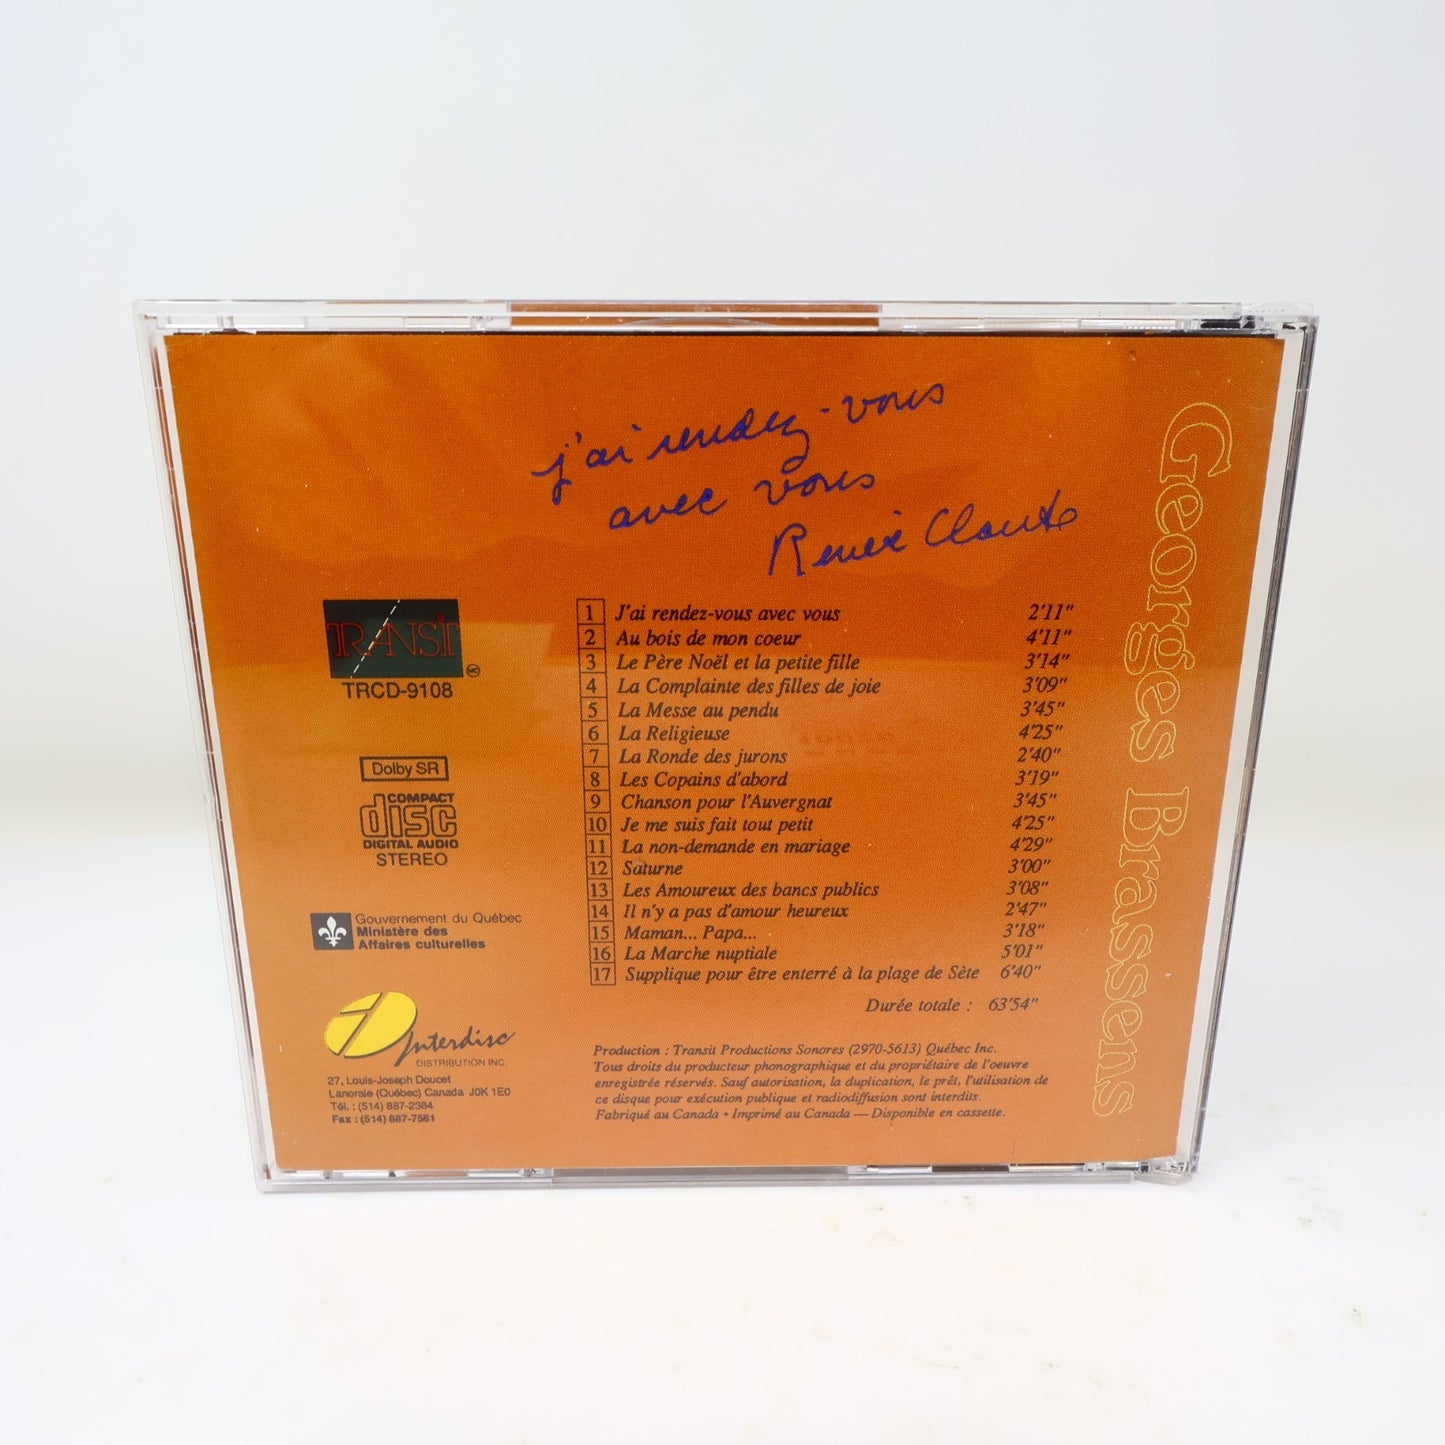 j'ai rendez-vous
avec vous
Renée Claude
Georges Brassens
TRANSIT
MC
TRCD-9108
Dolby SR
COMPACT
disc
DIGITAL AUDIO
STEREO
Gouvernement du Québec
Ministère des
Affaires culturelles
Interdisc
DISTRIBUTION INC.
27, Louis-Joseph Doucet
Lanoraie (Québec) Canada J0K 1E0
Tél. : (514) 887-2384
Fax : (514) 887-7561
1 J'ai rendez-vous avec vous 2'11"
2 Au bois de mon coeur 4'11"
3 Le Père Noël et la petite fille 3'14"
4 La Complainte des filles de joie 3'09"
5 La Messe au pendu 3'45"
6 La Religieuse 4'25"
7 La Ronde des jurons 2'40"
8 Les Copains d'abord 3'19"
9 Chanson pour l'Auvergnat 3'45"
10 Je me suis fait tout petit 4'25"
11 La non-demande en mariage 4'29"
12 Saturne 3'00"
13 Les Amoureux des bancs publics 3'08"
14 Il n'y a pas d'amour heureux 2'47"
15 Maman... Papa... 3'18"
16 La Marche nuptiale 5'01"
17 Supplique pour être enterré à la plage de Sète 6'40"
Durée totale : 63'54"
Production : Transit Productions Sonores (2970-5613) Québec Inc.
Tous droits du producteur phonographique et du propriétaire de l'oeuvre
enregistrée réservés. Sauf autorisation, la duplication, le prêt, l'utilisation de
ce disque pour exécution publique et radiodiffusion sont interdits.
Fabriqué au Canada • Imprimé au Canada — Disponible en cassette.